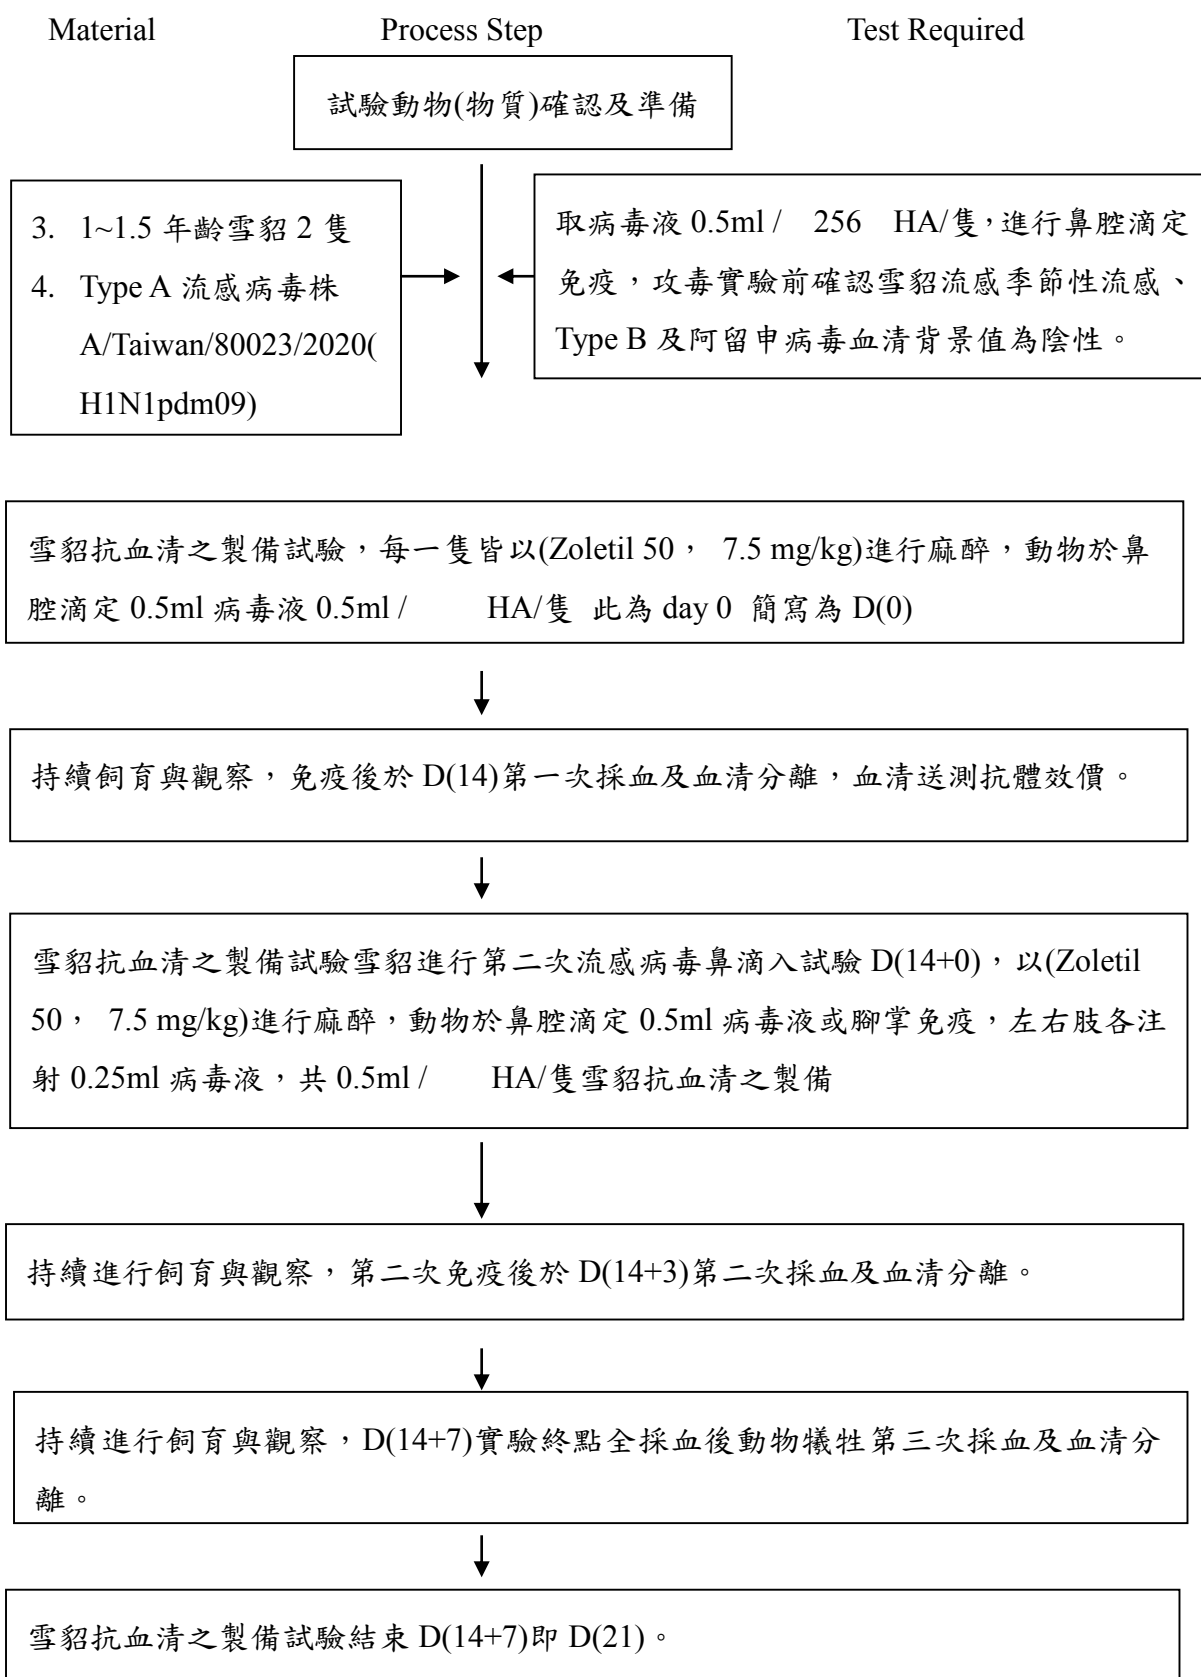 Material Process Step Test Required
試驗動物(物質)確認及準備
3. 1~1.5 年齡雪貂 2 隻
4. Type A 流感病毒株
A/Taiwan/80023/2020(
H1N1pdm09)
取病毒液 0.5ml / 256 HA/隻,進行鼻腔滴定
免疫,攻毒實驗前確認雪貂流感季節性流感、
Type B 及阿留申病毒血清背景值為陰性。
雪貂抗血清之製備試驗,每一隻皆以(Zoletil 50, 7.5 mg/kg)進行麻醉,動物於鼻
腔滴定 0.5ml 病毒液 0.5ml / HA/隻 此為 day 0 簡寫為 D(0)
持續飼育與觀察,免疫後於 D(14)第一次採血及血清分離,血清送測抗體效價。
雪貂抗血清之製備試驗雪貂進行第二次流感病毒鼻滴入試驗 D(14+0),以(Zoletil
50, 7.5 mg/kg)進行麻醉,動物於鼻腔滴定 0.5ml 病毒液或腳掌免疫,左右肢各注
射 0.25ml 病毒液,共 0.5ml / HA/隻雪貂抗血清之製備
持續進行飼育與觀察,第二次免疫後於 D(14+3)第二次採血及血清分離。
持續進行飼育與觀察,D(14+7)實驗終點全採血後動物犧牲第三次採血及血清分
離。
雪貂抗血清之製備試驗結束 D(14+7)即 D(21)。